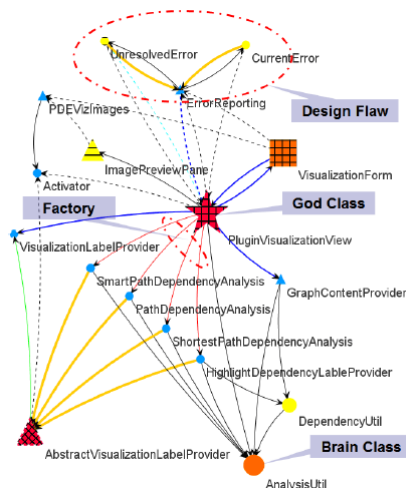 UnresolvedError
CurrentError
PDEVizImages
ErrorReporting
Design Flaw
ImagePreviewPane
VisualizationForm
Activator
Factory
God Class
VisualizationLabelProvider
PluginVisualizationView
SmartPathDependencyAnalysis
GraphContentProvider
PathDependencyAnalysis
ShortestPathDependencyAnalysis
HighlightDependencyLableProvider
DependencyUtil
Brain Class
AbstractVisualizationLabelProvider
AnalysisUtil